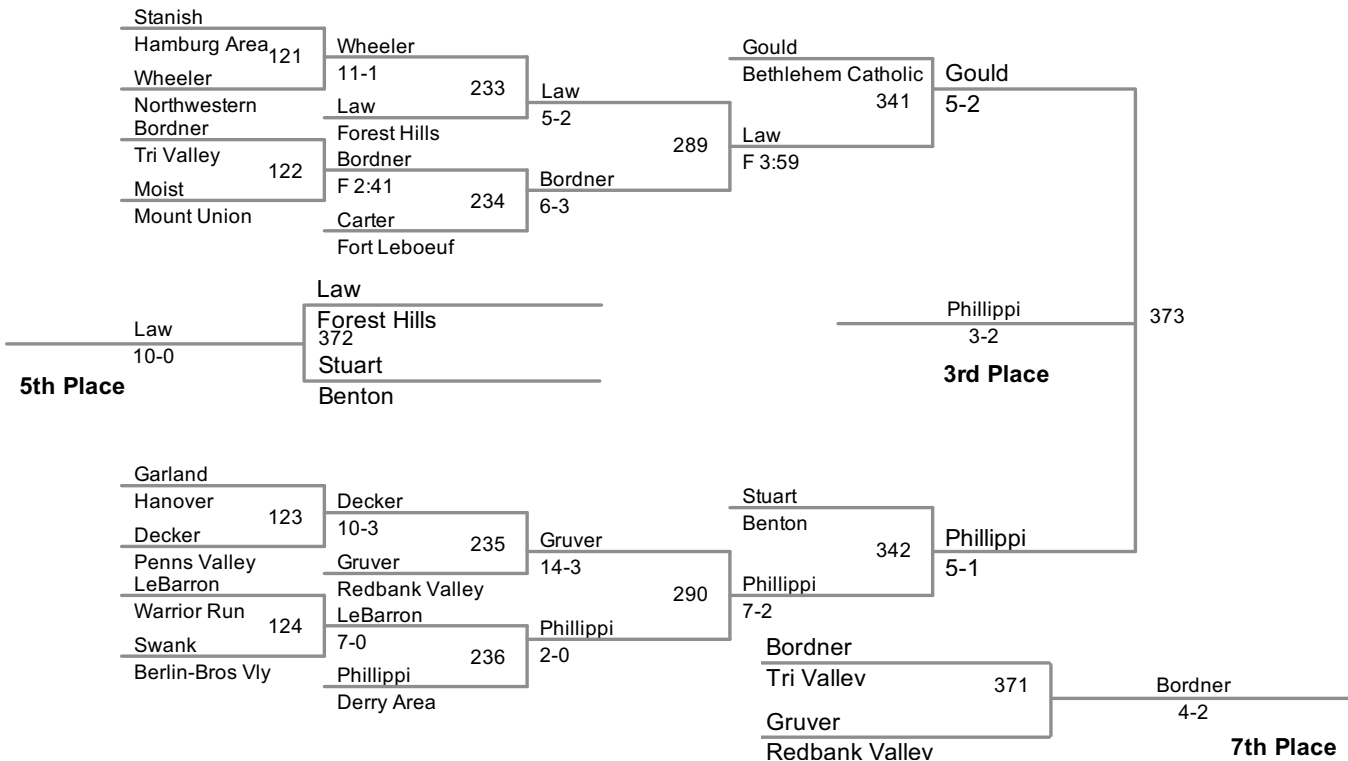 Stanish
Hamburg Area
121
Wheeler
Northwestern
Wheeler
11-1
233
Law
Forest Hills
Bordner
Tri Valley
122
Moist
Mount Union
Bordner
F 2:41
234
Carter
Fort Leboeuf
Law
5-2
289
Bordner
6-3
Gould
Bethlehem Catholic
341
Law
F 3:59
Gould
5-2
Law
10-0
5th Place
Law
Forest Hills
372
Stuart
Benton
Phillippi
3-2
373
3rd Place
Garland
Hanover
123
Decker
Penns Valley
Decker
10-3
235
Gruver
Redbank Valley
LeBarron
Warrior Run
124
Swank
Berlin-Bros Vly
LeBarron
7-0
236
Phillippi
Derry Area
Gruver
14-3
290
Phillippi
2-0
Stuart
Benton
342
Phillippi
7-2
Phillippi
5-1
Bordner
Tri Valley
371
Gruver
Redbank Valley
Bordner
4-2
7th Place